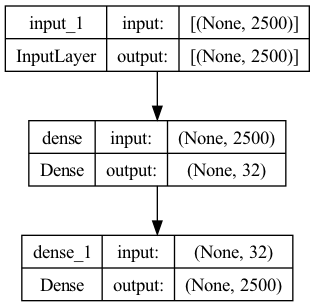 input_1 input: [(None, 2500)]
InputLayer output: [(None, 2500)]
dense input: (None, 2500)
Dense output: (None, 32)
dense_1 input: (None, 32)
Dense output: (None, 2500)